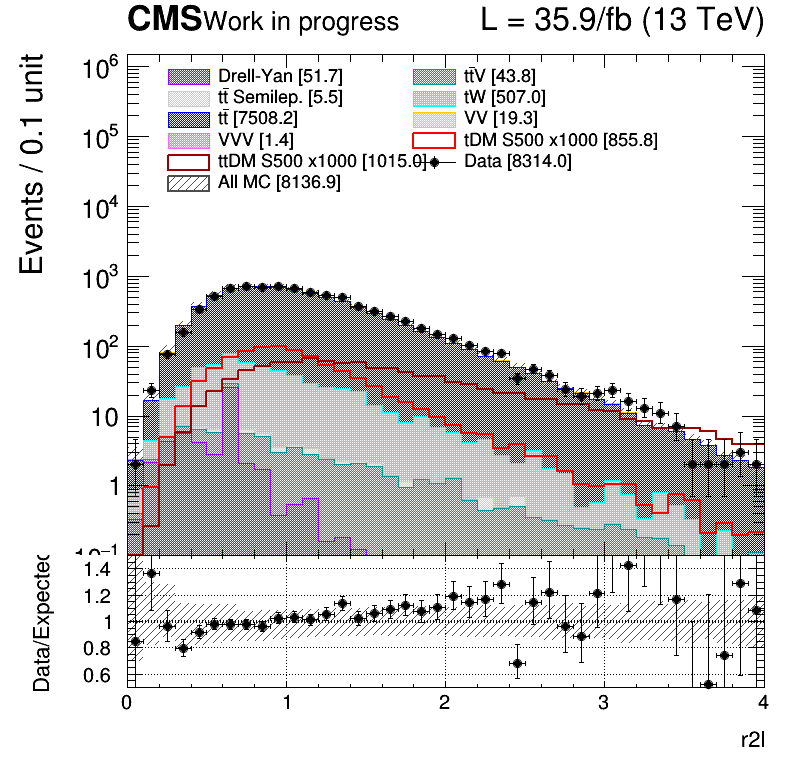 CMS Work in progress L = 35.9/fb (13 TeV)
Events / 0.1 unit
Drell-Yan [51.7]
tt̄V [43.8]
tt̄ Semilep. [5.5]
tW [507.0]
tt̄ [7508.2]
VV [19.3]
VVV [1.4]
tDM S500 x1000 [855.8]
ttDM S500 x1000 [1015.0]
Data [8314.0]
All MC [8136.9]
10⁶
10⁵
10⁴
10³
10²
10
1
10⁻¹
Data/Expected
1.4
1.2
1
0.8
0.6
0 1 2 3 4
r2l